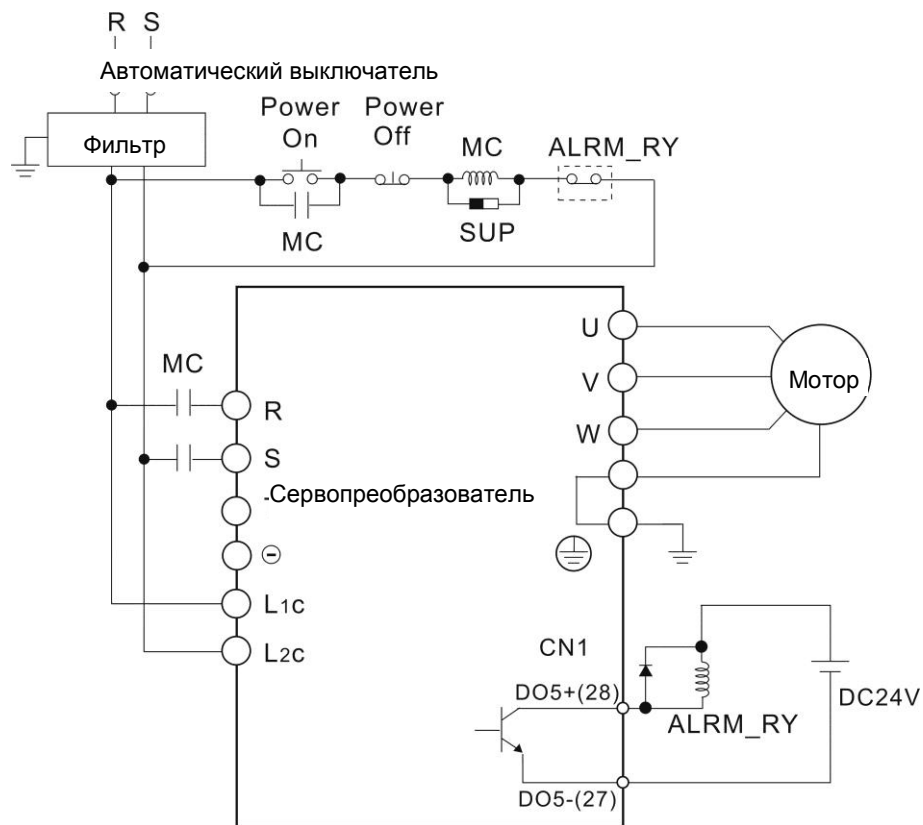 R S
Автоматический выключатель
Power On
Power Off
MC
ALRM_RY
Фильтр
MC
SUP
MC
U
V
Мотор
R
W
S
-Сервопреобразователь
⊖
L1c
L2c
CN1
DO5+(28)
ALRM_RY
DC24V
DO5-(27)